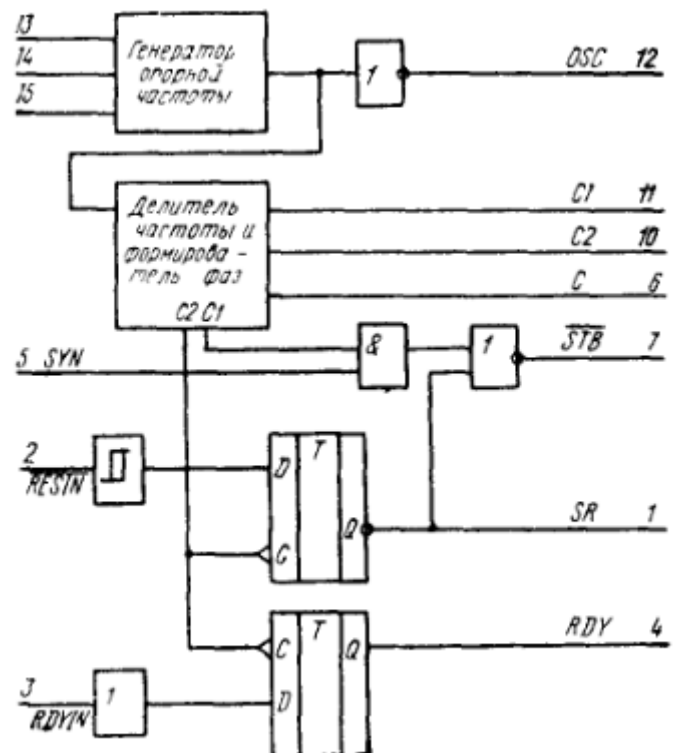 13
14
15
Генератор
опорной
частоты
1
OSC 12
Делитель
частоты и
формирова-
тель фаз
C2 C1
C1 11
C2 10
C 6
5 SYN
&
1
STB 7
2
RESIN
D T
Q
C
SR 1
C T Q
D
RDY 4
3
RDYIN
1